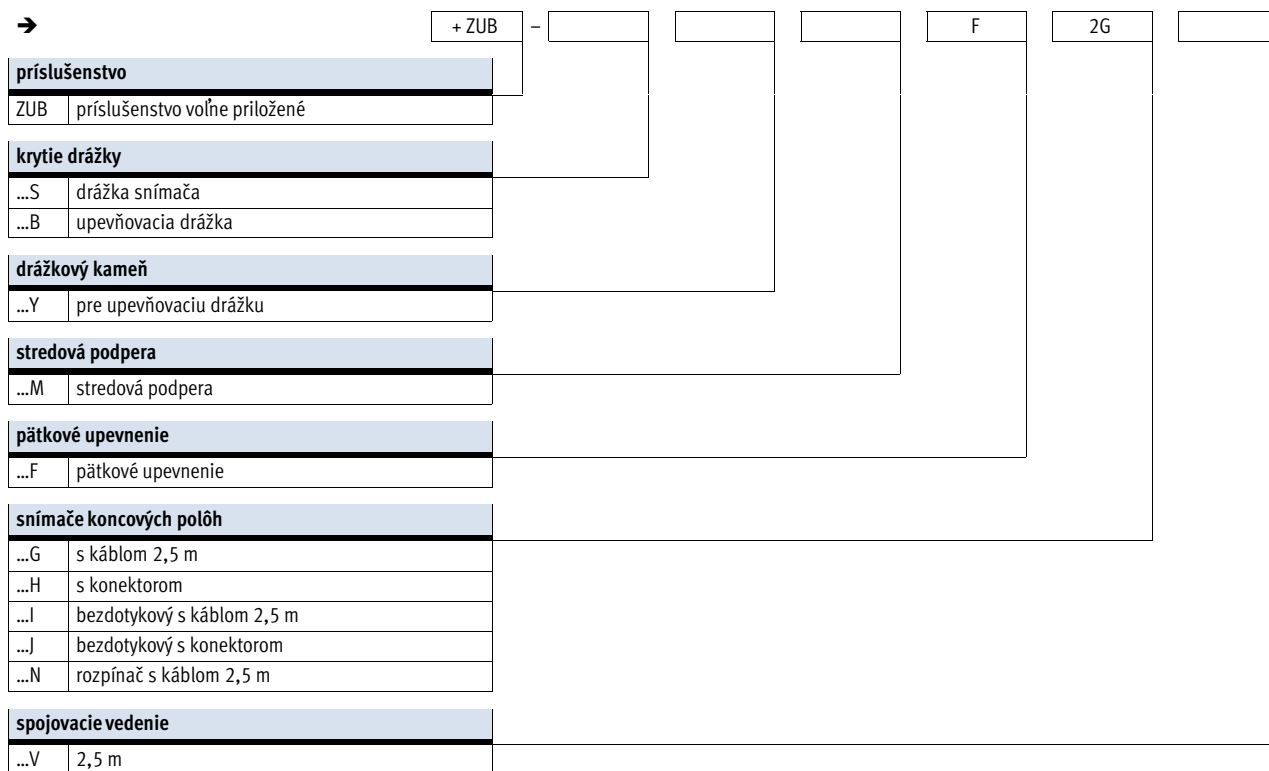 ➔ + ZUB – F 2G
príslušenstvo
ZUB príslušenstvo voľne priložené
krytie drážky
...S drážka snímača
...B upevňovacia drážka
drážkový kameň
...Y pre upevňovaciu drážku
stredová podpera
...M stredová podpera
pätkové upevnenie
...F pätkové upevnenie
snímače koncových polôh
...G s káblom 2,5 m
...H s konektorom
...I bezdotykový s káblom 2,5 m
...J bezdotykový s konektorom
...N rozpínač s káblom 2,5 m
spojovacie vedenie
...V 2,5 m